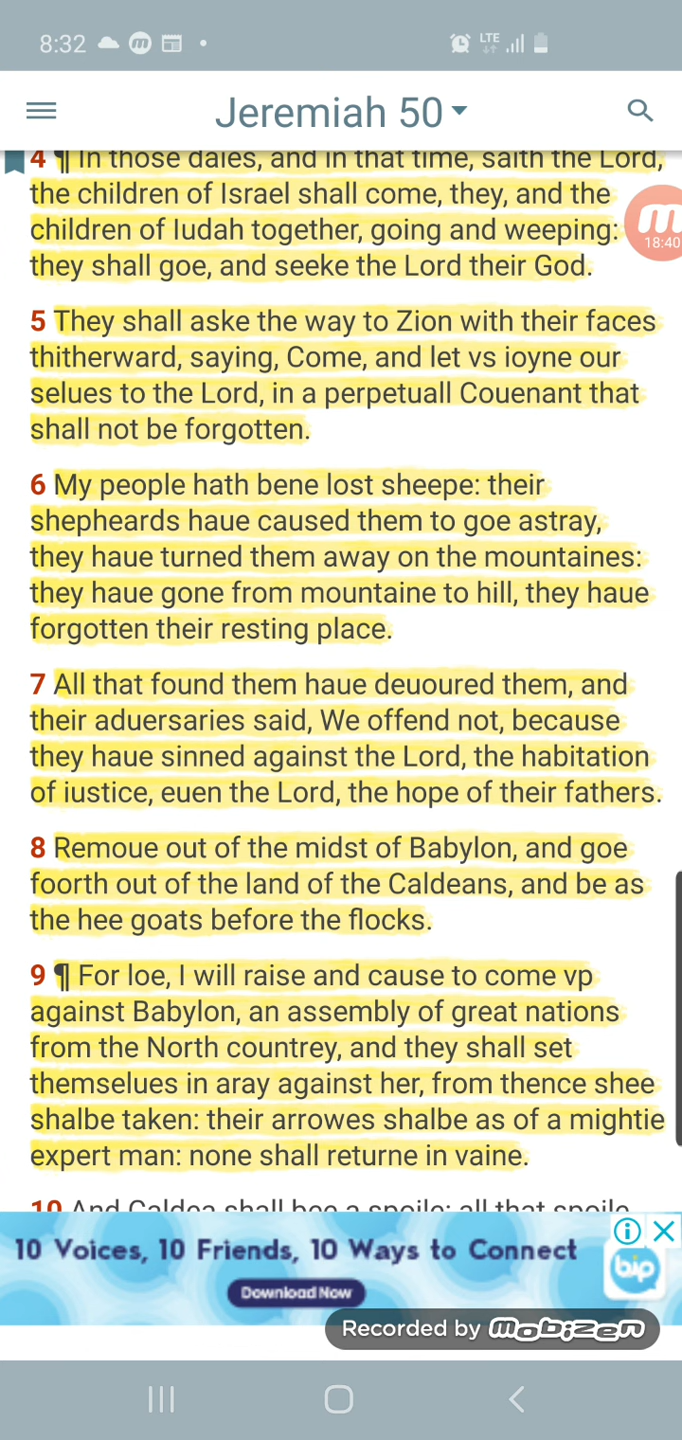 8:32
LTE
Jeremiah 50
4 ¶ In those daies, and in that time, saith the Lord,
the children of Israel shall come, they, and the
children of Iudah together, going and weeping:
18:40
they shall goe, and seeke the Lord their God.
5 They shall aske the way to Zion with their faces
thitherward, saying, Come, and let vs ioyne our
selues to the Lord, in a perpetuall Couenant that
shall not be forgotten.
6 My people hath bene lost sheepe: their
shepheards haue caused them to goe astray,
they haue turned them away on the mountaines:
they haue gone from mountaine to hill, they haue
forgotten their resting place.
7 All that found them haue deuoured them, and
their aduersaries said, We offend not, because
they haue sinned against the Lord, the habitation
of iustice, euen the Lord, the hope of their fathers.
8 Remoue out of the midst of Babylon, and goe
foorth out of the land of the Caldeans, and be as
the hee goats before the flocks.
9 ¶ For loe, I will raise and cause to come vp
against Babylon, an assembly of great nations
from the North countrey, and they shall set
themselues in aray against her, from thence shee
shalbe taken: their arrowes shalbe as of a mightie
expert man: none shall returne in vaine.
10 And Caldea shall bee a spoile: all that spoile
10 Voices, 10 Friends, 10 Ways to Connect
bip
Download Now
Recorded by mobizen